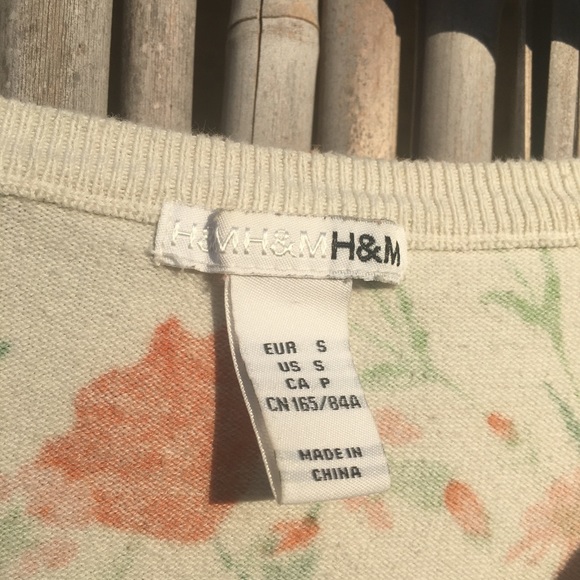 H&MH&MH&M
EUR S
US S
CA P
CN 165/84A
MADE IN
CHINA